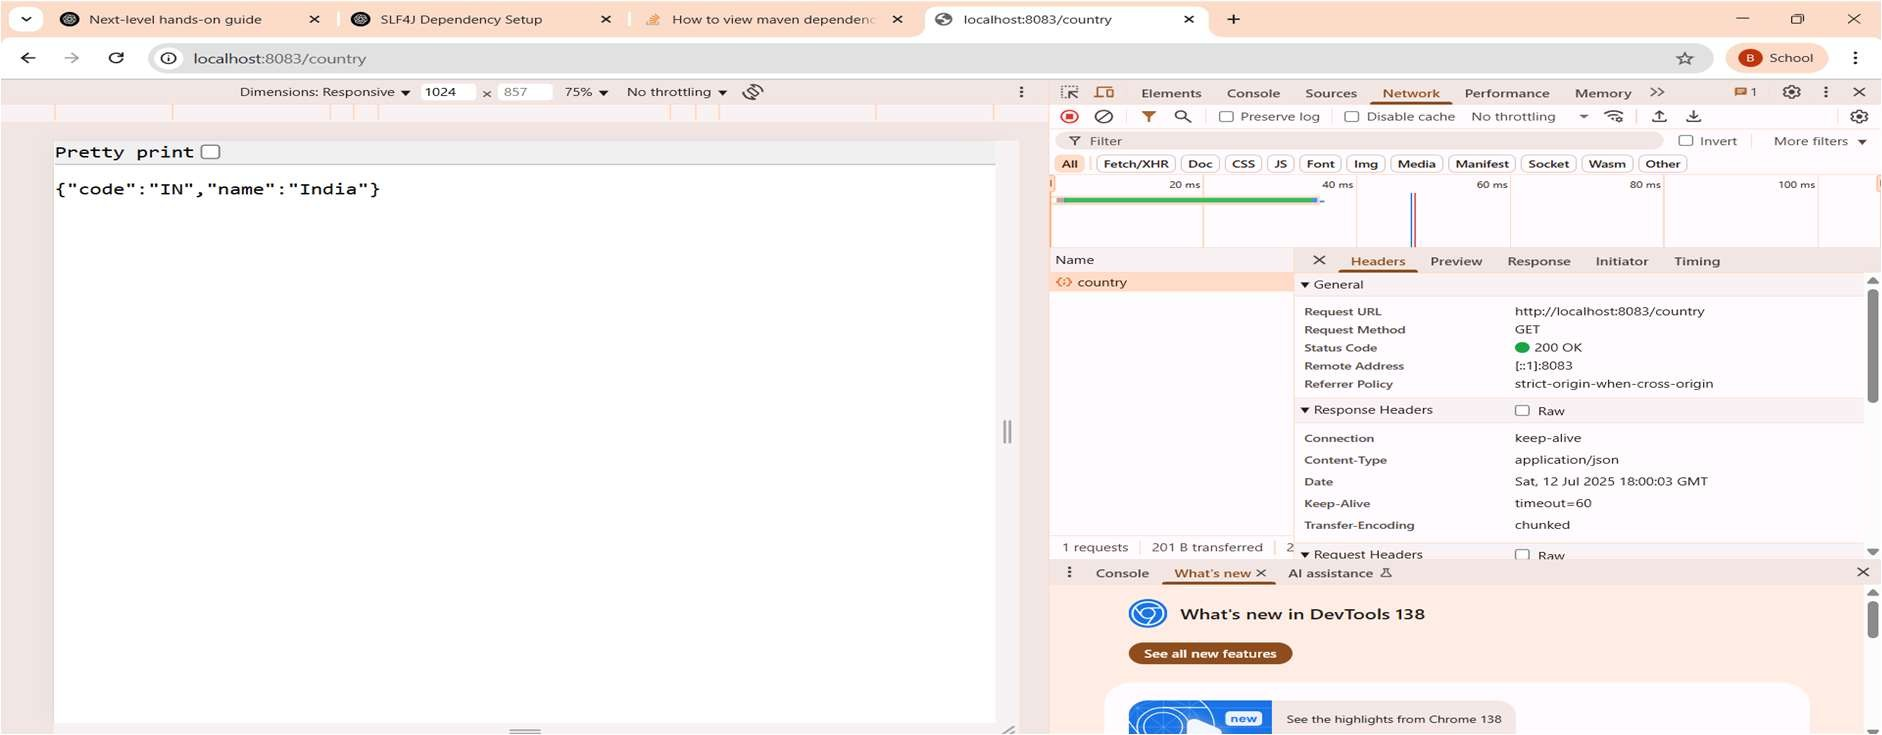 Next-level hands-on guide
SLF4J Dependency Setup
How to view maven dependenc
localhost:8083/country
localhost:8083/country
B School
Dimensions: Responsive 1024 × 857 75% No throttling
Pretty print
{"code":"IN","name":"India"}
Elements Console Sources Network Performance Memory 1
Preserve log Disable cache No throttling
Filter Invert More filters
All Fetch/XHR Doc CSS JS Font Img Media Manifest Socket Wasm Other
20 ms 40 ms 60 ms 80 ms 100 ms
Name
country
1 requests 201 B transferred 2
Headers Preview Response Initiator Timing
General
Request URL http://localhost:8083/country
Request Method GET
Status Code 200 OK
Remote Address [::1]:8083
Referrer Policy strict-origin-when-cross-origin
Response Headers Raw
Connection keep-alive
Content-Type application/json
Date Sat, 12 Jul 2025 18:00:03 GMT
Keep-Alive timeout=60
Transfer-Encoding chunked
Request Headers Raw
Console What's new AI assistance
What's new in DevTools 138
See all new features
new
See the highlights from Chrome 138